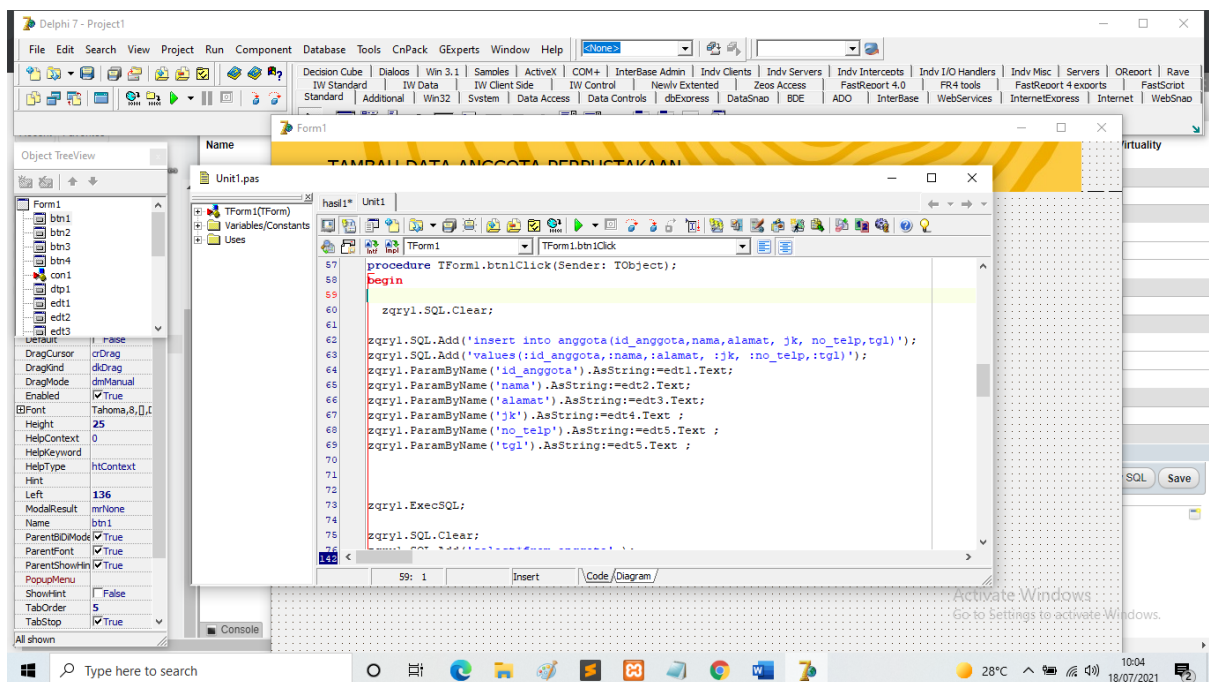 Delphi 7 - Project1
File Edit Search View Project Run Component Database Tools CnPack GExperts Window Help <None>
Decision Cube Dialogs Win 3.1 Samples ActiveX COM+ InterBase Admin Indy Clients Indy Servers Indy Intercepts Indy I/O Handlers Indy Misc Servers QReport Rave
IW Standard IW Data IW Client Side IW Control Newly Extended Zeos Access FastReport 4.0 FR4 tools FastReport 4 exports FastScript
Standard Additional Win32 System Data Access Data Controls dbExpress DataSnap BDE ADO InterBase WebServices InternetExpress Internet WebSnap
Form1
Name
Virtuality
TAMBAH DATA ANGGOTA PERPUSTAKAAN
Object TreeView
Form1
btn1
btn2
btn3
btn4
con1
dtp1
edt1
edt2
edt3
Default False
DragCursor crDrag
DragKind dkDrag
DragMode dmManual
Enabled True
Font Tahoma,8,[],[
Height 25
HelpContext 0
HelpKeyword
HelpType htContext
Hint
Left 136
ModalResult mrNone
Name btn1
ParentBiDiMode True
ParentFont True
ParentShowHin True
PopupMenu
ShowHint False
TabOrder 5
TabStop True
All shown
Unit1.pas
TForm1(TForm)
Variables/Constants
Uses
hasil1* Unit1
Intf Impl TForm1 TForm1.btn1Click
57 procedure TForm1.btn1Click(Sender: TObject);
58 begin
59
60 zqry1.SQL.Clear;
61
62 zqry1.SQL.Add('insert into anggota(id_anggota,nama,alamat, jk, no_telp,tgl)');
63 zqry1.SQL.Add('values(:id_anggota,:nama,:alamat, :jk, :no_telp,:tgl)');
64 zqry1.ParamByName('id_anggota').AsString:=edt1.Text;
65 zqry1.ParamByName('nama').AsString:=edt2.Text;
66 zqry1.ParamByName('alamat').AsString:=edt3.Text;
67 zqry1.ParamByName('jk').AsString:=edt4.Text ;
68 zqry1.ParamByName('no_telp').AsString:=edt5.Text ;
69 zqry1.ParamByName('tgl').AsString:=edt5.Text ;
70
71
72
73 zqry1.ExecSQL;
74
75 zqry1.SQL.Clear;
76 zqry1.SQL.Add('select*from anggota' );
142
59: 1 Insert Code Diagram
SQL Save
Console
Activate Windows
Go to Settings to activate Windows.
Type here to search
28°C
10:04
18/07/2021
2